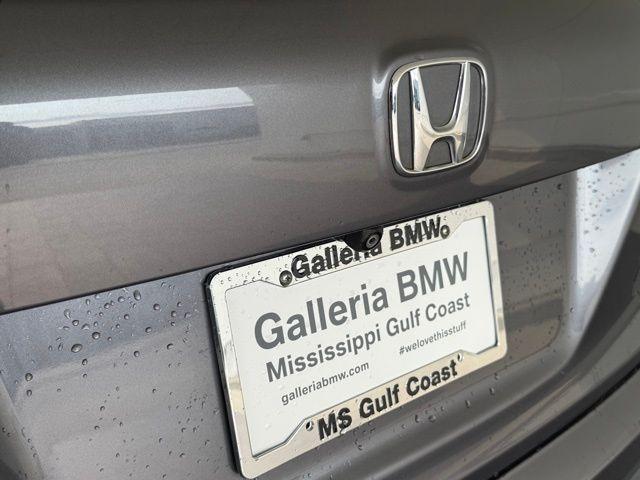 Galleria BMW
Galleria BMW
Mississippi Gulf Coast
#welovethisstuff
galleriabmw.com
MS Gulf Coast